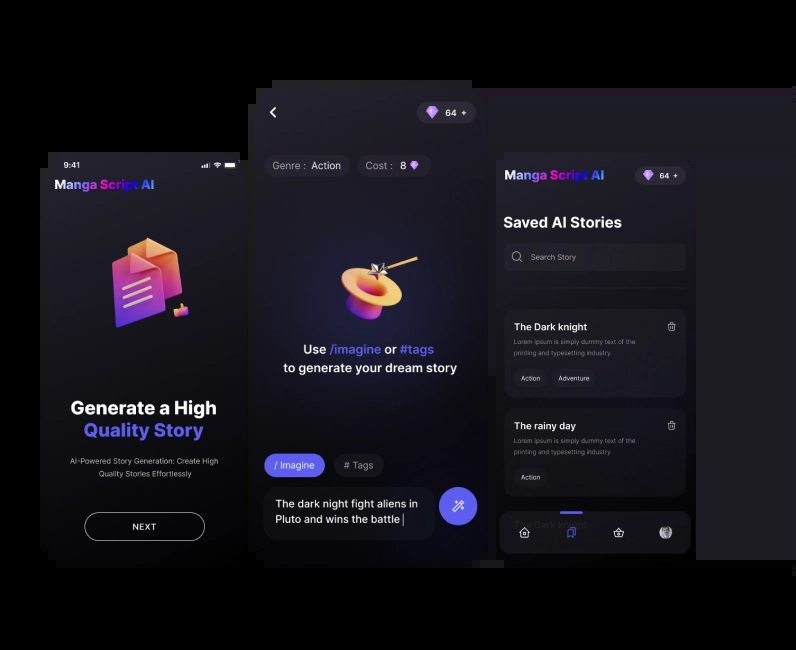 9:41
Manga Script AI
Generate a High
Quality Story
AI-Powered Story Generation: Create High
Quality Stories Effortlessly
NEXT
64 +
Genre : Action
Cost : 8
Use /imagine or #tags
to generate your dream story
/ Imagine
# Tags
The dark night fight aliens in
Pluto and wins the battle
Manga Script AI
64 +
Saved AI Stories
Search Story
The Dark knight
Lorem Ipsum is simply dummy text of the
printing and typesetting industry
Action
Adventure
The rainy day
Lorem Ipsum is simply dummy text of the
printing and typesetting industry
Action
The Dark knight